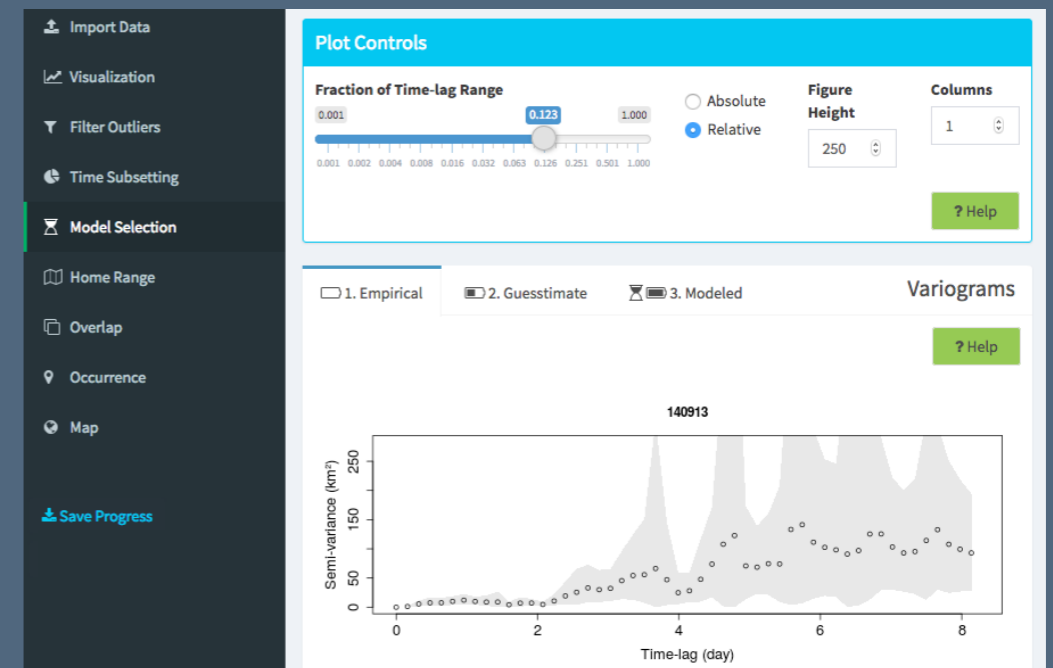 Import Data
Visualization
Filter Outliers
Time Subsetting
Model Selection
Home Range
Overlap
Occurrence
Map
Save Progress
Plot Controls
Fraction of Time-lag Range
0.001 0.123 1.000
0.001 0.002 0.004 0.008 0.016 0.032 0.063 0.126 0.251 0.501 1.000
Absolute
Relative
Figure
Height
250
Columns
1
? Help
1. Empirical
2. Guesstimate
3. Modeled
Variograms
? Help
140913
Semi-variance (km²)
250
150
50
0
0 2 4 6 8
Time-lag (day)